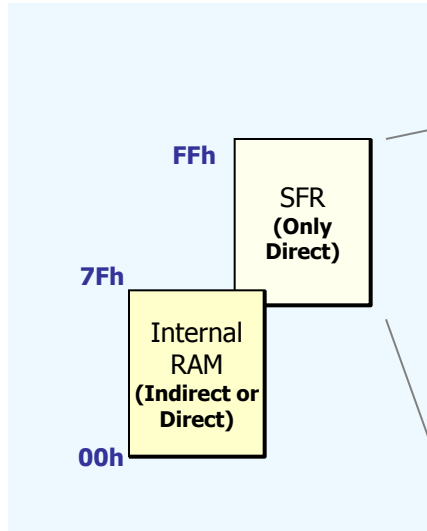 FFh
SFR
(Only
Direct)
7Fh
Internal
RAM
(Indirect or
Direct)
00h